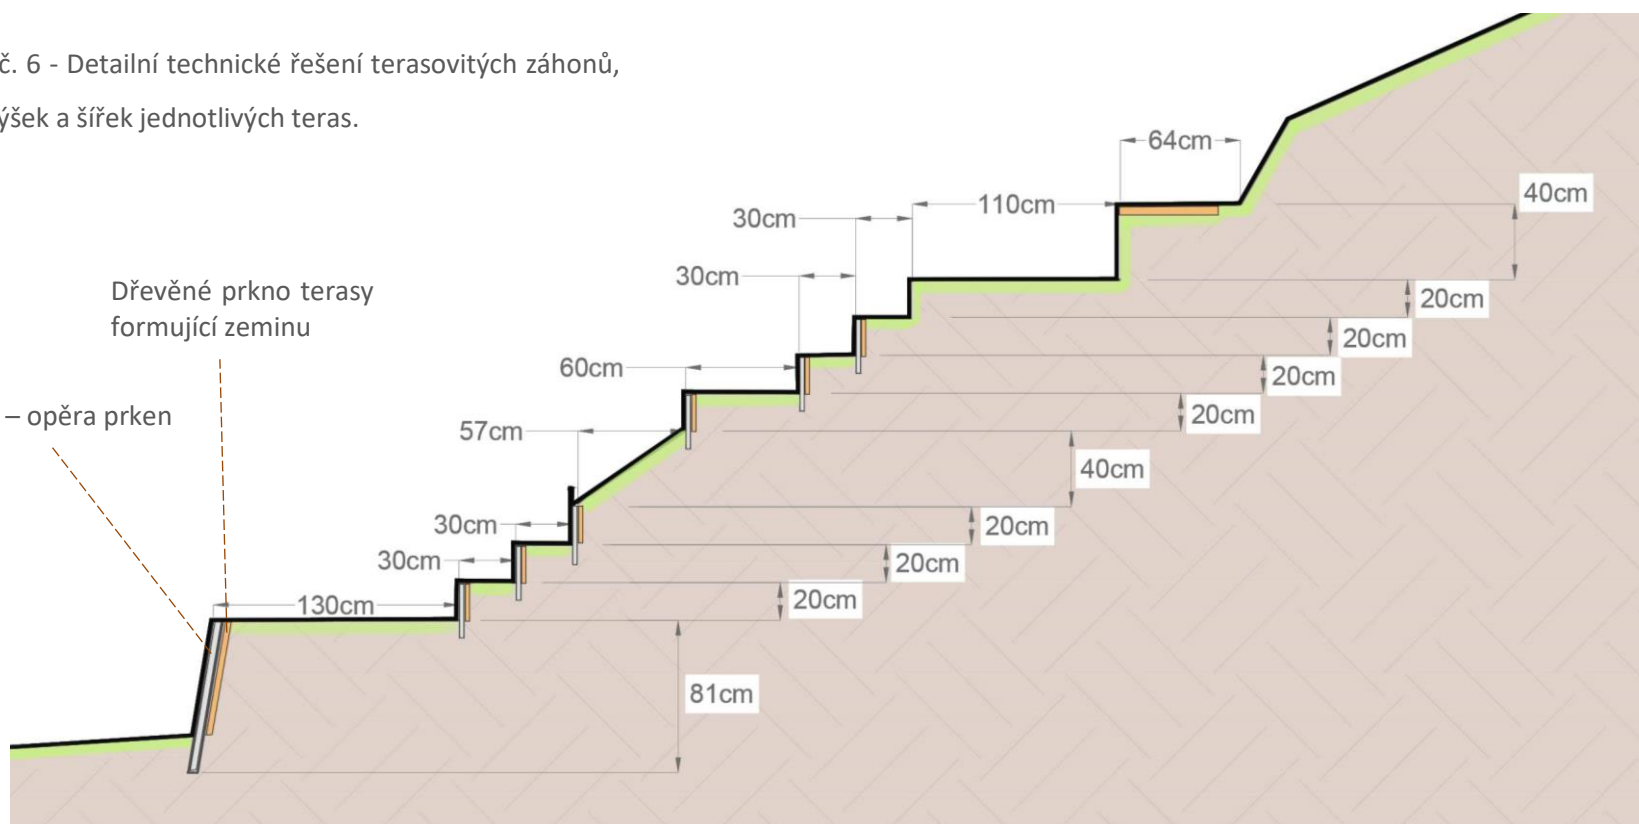 č. 6 - Detailní technické řešení terasovitých záhonů,
ýšek a šířek jednotlivých teras.
64cm
40cm
110cm
30cm
30cm
Dřevěné prkno terasy
formující zeminu
20cm
20cm
60cm
20cm
20cm
– opěra prken
57cm
40cm
30cm
20cm
30cm
20cm
130cm
20cm
81cm